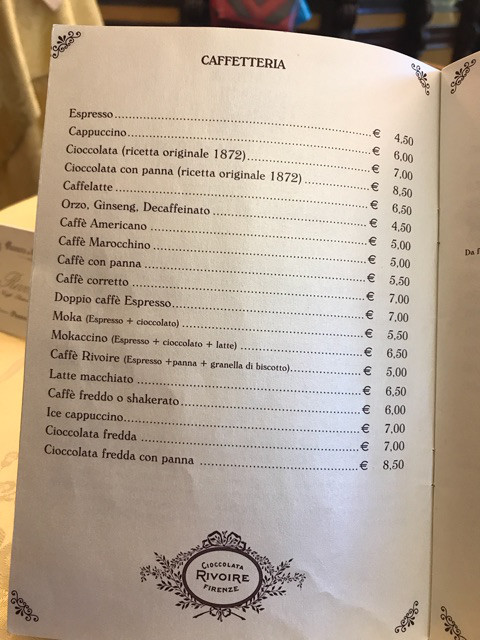 CAFFETTERIA
Espresso € 4,50
Cappuccino € 6,00
Cioccolata (ricetta originale 1872) € 7,00
Cioccolata con panna (ricetta originale 1872) € 8,50
Caffelatte € 6,50
Orzo, Ginseng, Decaffeinato € 4,50
Caffè Americano € 5,00
Caffè Marocchino € 5,00
Caffè con panna € 5,50
Caffè corretto € 7,00
Doppio caffè Espresso € 7,00
Moka (Espresso + cioccolato) € 5,50
Mokaccino (Espresso + cioccolato + latte) € 6,50
Caffè Rivoire (Espresso +panna + granella di biscotto) € 5,00
Latte macchiato € 6,50
Caffè freddo o shakerato € 6,00
Ice cappuccino € 7,00
Cioccolata fredda € 7,00
Cioccolata fredda con panna € 8,50
CIOCCOLATA
RIVOIRE
FIRENZE
Da